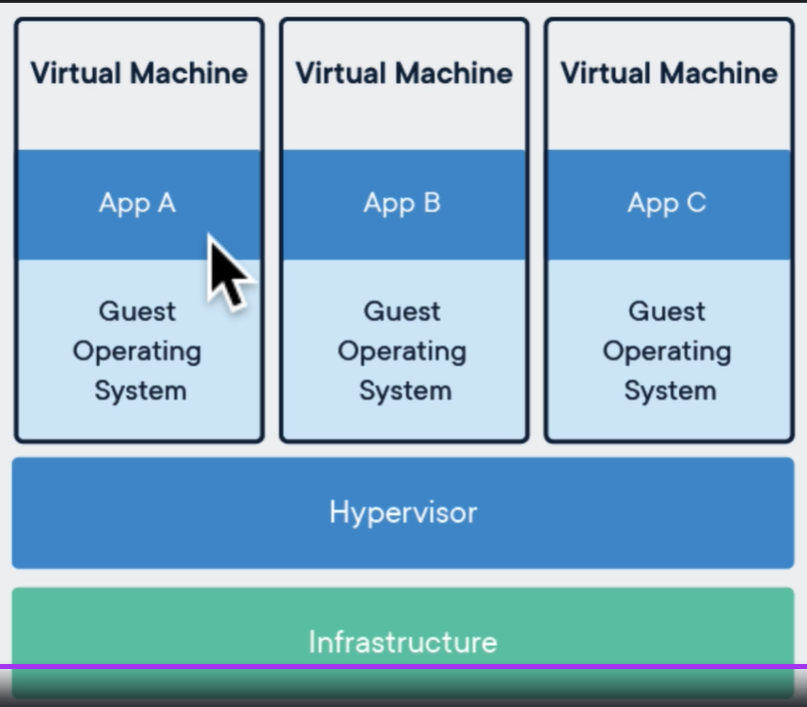 Virtual Machine
Virtual Machine
Virtual Machine
App A
App B
App C
Guest
Operating
System
Guest
Operating
System
Guest
Operating
System
Hypervisor
Infrastructure